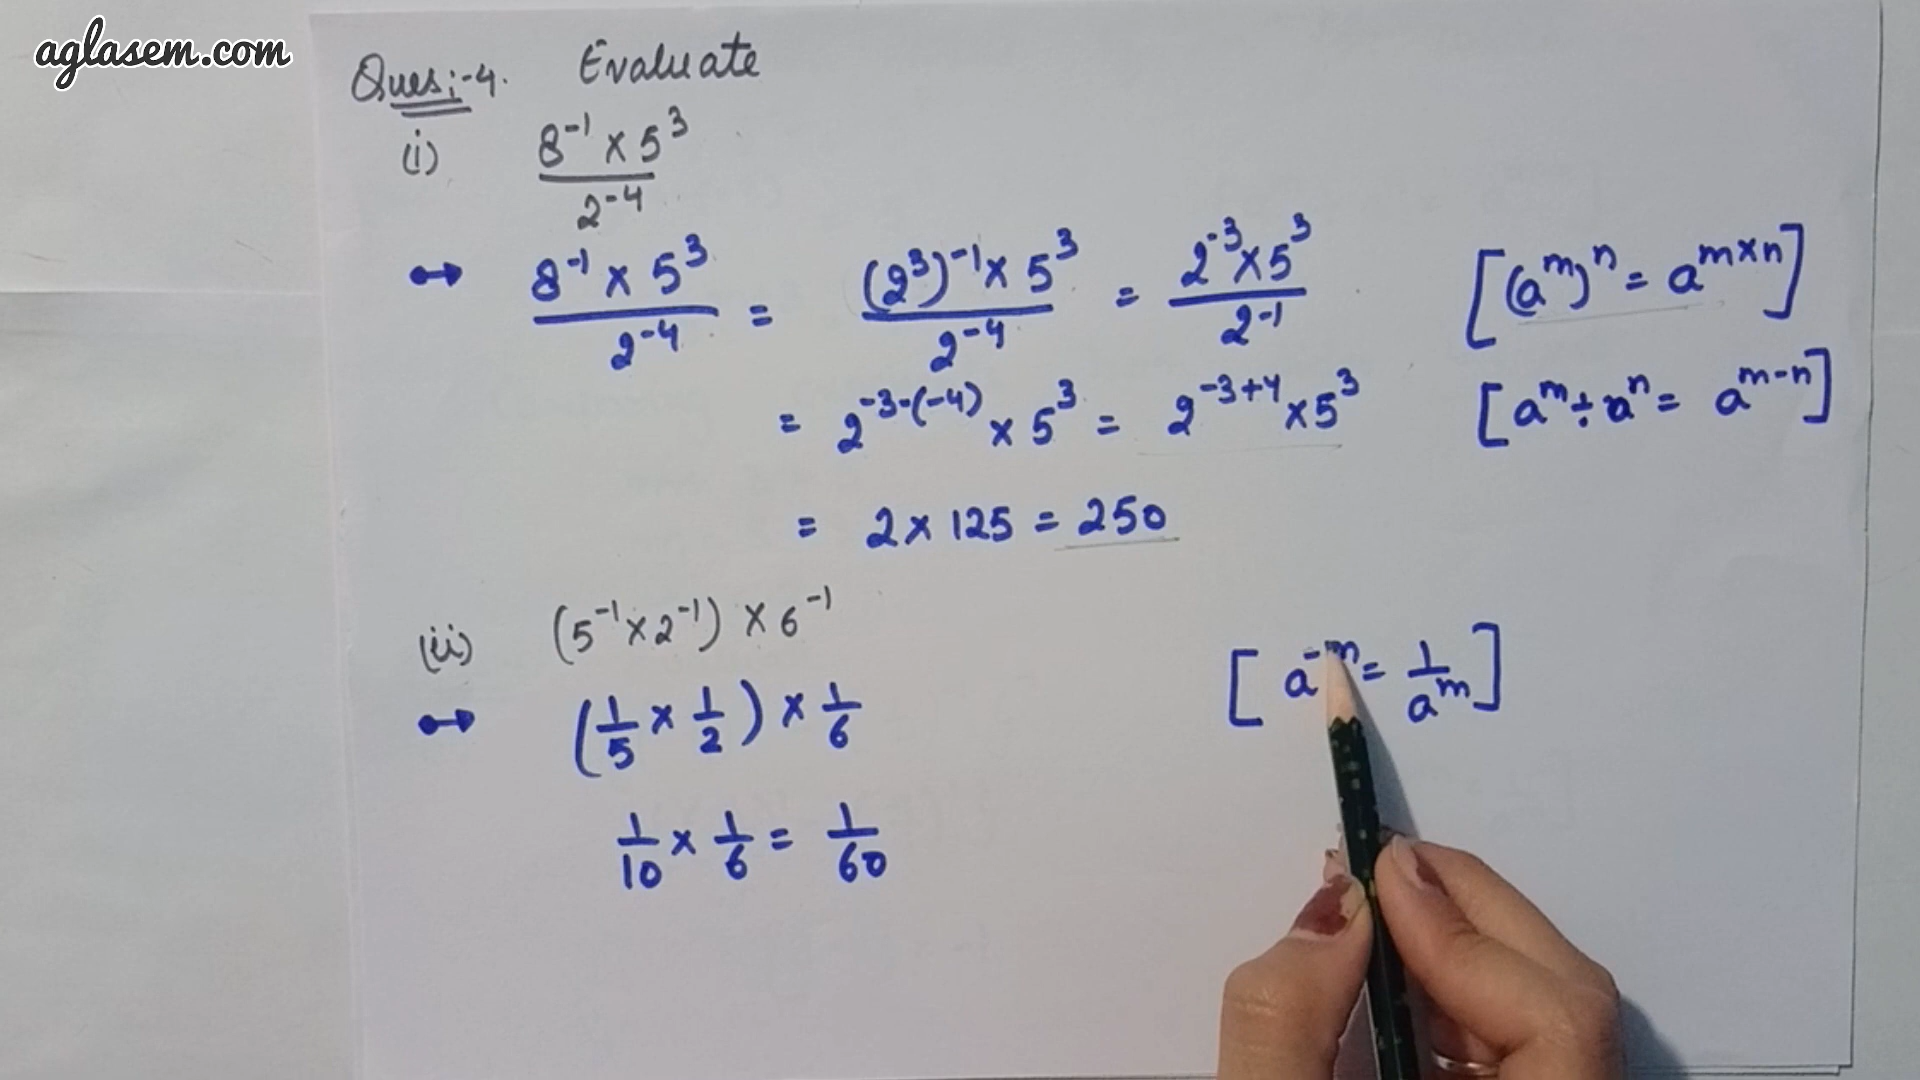 aglasem.com
Ques:-4. Evaluate
(i) 8⁻¹ × 5³ / 2⁻⁴
8⁻¹ × 5³ / 2⁻⁴ = (2³)⁻¹ × 5³ / 2⁻⁴ = 2⁻³ × 5³ / 2⁻¹ [(aᵐ)ⁿ = aᵐˣⁿ]
= 2⁻³⁻⁽⁻⁴⁾ × 5³ = 2⁻³⁺⁴ × 5³ [aᵐ ÷ aⁿ = aᵐ⁻ⁿ]
= 2 × 125 = 250
(ii) (5⁻¹ × 2⁻¹) × 6⁻¹
(1/5 × 1/2) × 1/6 [a⁻ᵐ = 1/aᵐ]
1/10 × 1/6 = 1/60